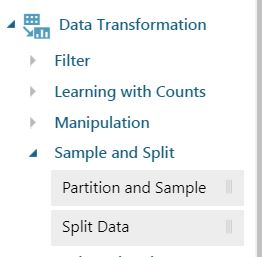 Data Transformation
Filter
Learning with Counts
Manipulation
Sample and Split
Partition and Sample
Split Data